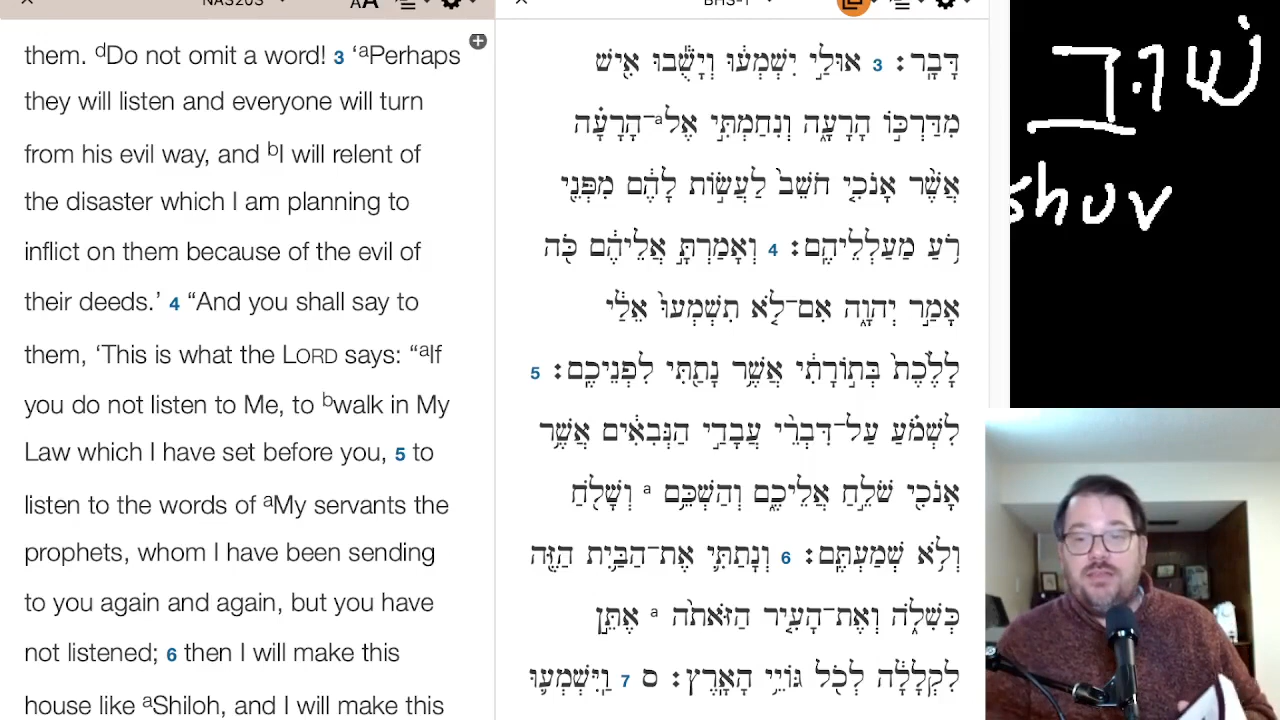 NAS20S
them. ᵈDo not omit a word! 3 ‘ᵃPerhaps
they will listen and everyone will turn
from his evil way, and ᵇI will relent of
the disaster which I am planning to
inflict on them because of the evil of
their deeds.’ 4 “And you shall say to
them, ‘This is what the LORD says: “ᵃIf
you do not listen to Me, to ᵇwalk in My
Law which I have set before you, 5 to
listen to the words of ᵃMy servants the
prophets, whom I have been sending
to you again and again, but you have
not listened; 6 then I will make this
house like ᵃShiloh, and I will make this
BHS-T
דָּבָֽר׃ 3 אוּלַ֣י יִשְׁמְע֔וּ וְיָשֻׁ֕בוּ אִ֖ישׁ
מִדַּרְכּ֣וֹ הָרָעָ֑ה וְנִחַמְתִּ֣י אֶל־ᵃהָרָעָ֗ה
אֲשֶׁ֨ר אָנֹכִ֤י חֹשֵׁב֙ לַעֲשׂ֣וֹת לָהֶ֔ם מִפְּנֵ֖י
רֹ֥עַ מַעַלְלֵיהֶֽם׃ 4 וְאָמַרְתָּ֣ אֲלֵיהֶ֔ם כֹּ֖ה
אָמַ֣ר יְהוָ֑ה אִם־לֹ֤א תִשְׁמְעוּ֙ אֵלַ֔י
לָלֶ֙כֶת֙ בְּת֣וֹרָתִ֔י אֲשֶׁ֥ר נָתַ֖תִּי לִפְנֵיכֶֽם׃ 5
לִשְׁמֹ֗עַ עַל־דִּבְרֵ֨י עֲבָדַ֣י הַנְּבִאִ֔ים אֲשֶׁ֥ר
אָנֹכִ֖י שֹׁלֵ֣חַ אֲלֵיכֶ֑ם ᵃ וְהַשְׁכֵּ֥ם וְשָׁלֹ֖חַ
וְלֹ֥א שְׁמַעְתֶּֽם׃ 6 וְנָתַתִּ֛י אֶת־הַבַּ֥יִת הַזֶּ֖ה
כְּשִׁלֹ֑ה וְאֶת־הָעִ֤יר הַזֹּאתה֙ ᵃ אֶתֵּ֣ן
לִקְלָלָ֔ה לְכֹ֖ל גּוֹיֵ֥י הָאָֽרֶץ׃ ס 7 וַֽיִּשְׁמְע֛וּ
שׁוּב
shuv